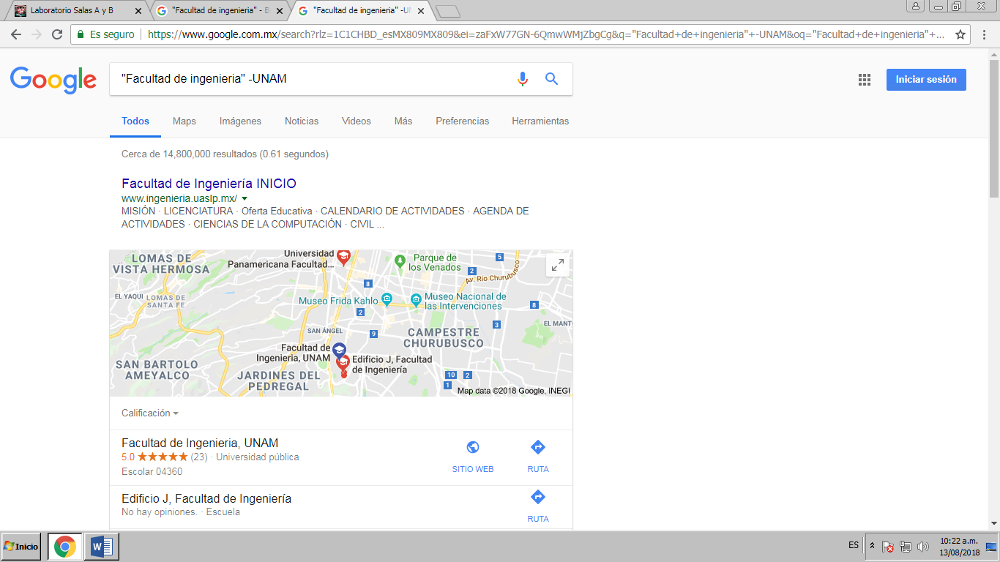 Laboratorio Salas A y B
"Facultad de ingenieria" - B
"Facultad de ingenieria" -U
Es seguro
https://www.google.com.mx/search?rlz=1C1CHBD_esMX809MX809&ei=zaFxW77GN-6QmwWMjZbgCg&q="Facultad+de+ingenieria"+-UNAM&oq="Facultad+de+ingenieria"+...
Google
"Facultad de ingenieria" -UNAM
Iniciar sesión
Todos Maps Imágenes Noticias Videos Más Preferencias Herramientas
Cerca de 14,800,000 resultados (0.61 segundos)
Facultad de Ingeniería INICIO
www.ingenieria.uaslp.mx/
MISIÓN · LICENCIATURA · Oferta Educativa · CALENDARIO DE ACTIVIDADES · AGENDA DE
ACTIVIDADES · CIENCIAS DE LA COMPUTACIÓN · CIVIL ...
LOMAS DE
VISTA HERMOSA
Universidad
Panamericana Facultad...
Parque de
los Venados
5
2
Av. Río Churubusco
8
EL YAQUI
LOMAS DE
SANTA FE
Museo Frida Kahlo
Museo Nacional de
las Intervenciones
8
2
3
EL MANTO
SAN ÁNGEL
9
CAMPESTRE
CHURUBUSCO
Facultad de
Ingenieria, UNAM
Edificio J, Facultad
de Ingeniería
SAN BARTOLO
AMEYALCO
JARDINES DEL
PEDREGAL
10
2
1
Map data ©2018 Google, INEGI
Calificación
Facultad de Ingenieria, UNAM
5.0 ★★★★★ (23) · Universidad pública
Escolar 04360
SITIO WEB
RUTA
Edificio J, Facultad de Ingeniería
No hay opiniones. · Escuela
RUTA
Inicio
ES
10:22 a.m.
13/08/2018